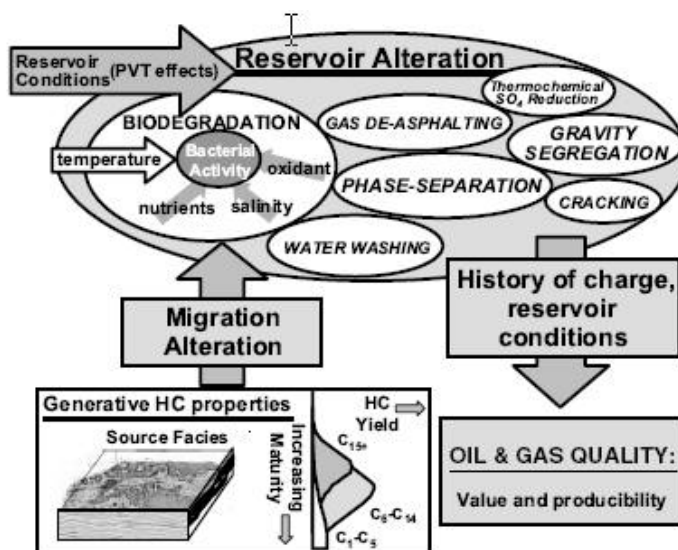 Reservoir Alteration
Reservoir
Conditions (PVT effects)
Thermochemical
SO₄ Reduction
BIODEGRADATION
GAS DE-ASPHALTING
GRAVITY
SEGREGATION
Bacterial
Activity
temperature
oxidant
nutrients
salinity
PHASE-SEPARATION
CRACKING
WATER WASHING
History of charge,
reservoir
conditions
Migration
Alteration
Generative HC properties
Source Facies
Increasing
Maturity
HC
Yield
C₁₅₊
C₆-C₁₄
C₁-C₅
OIL & GAS QUALITY:
Value and producibility